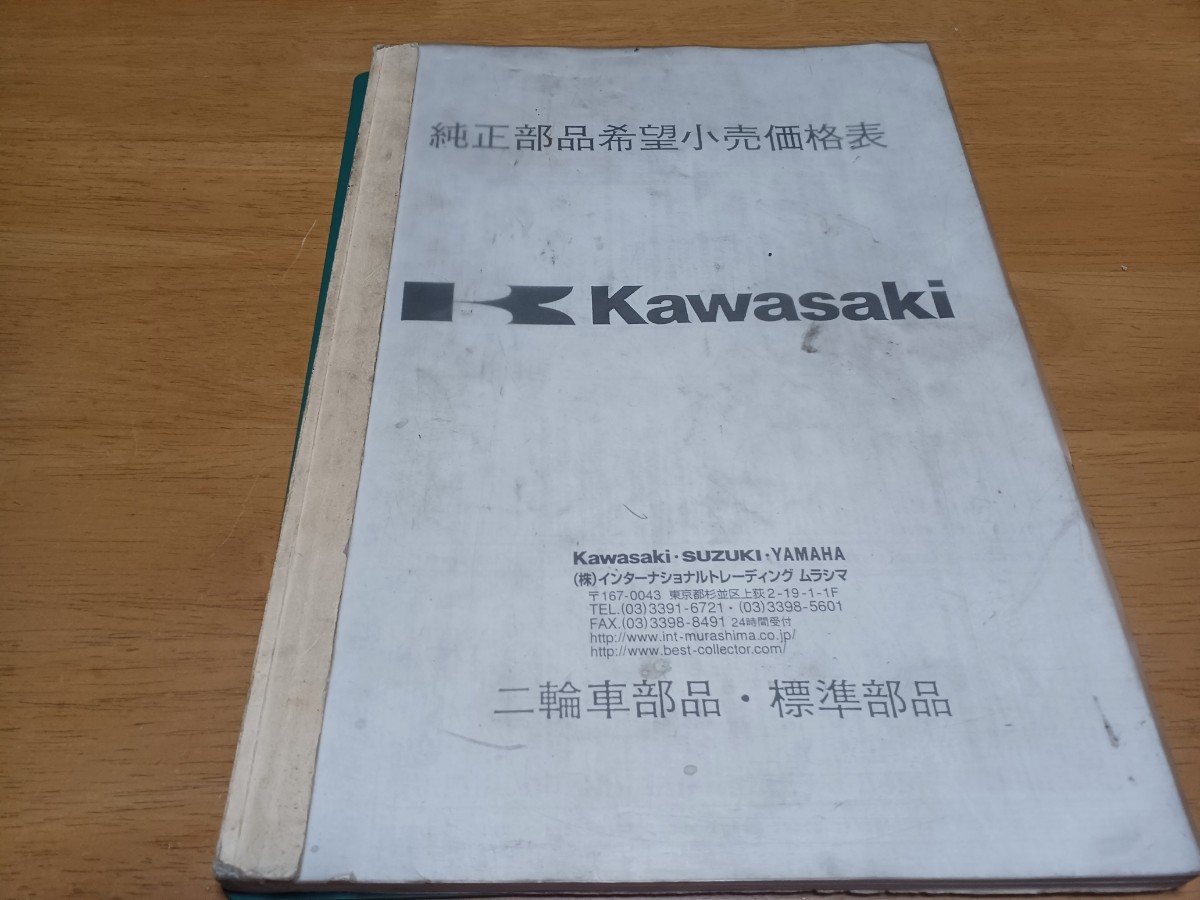 純正部品希望小売価格表
Kawasaki
Kawasaki・SUZUKI・YAMAHA
(株)インターナショナルトレーディング ムラシマ
〒167-0043 東京都杉並区上荻2-19-1-1F
TEL.(03)3391-6721・(03)3398-5601
FAX.(03)3398-8491 24時間受付
http://www.int-murashima.co.jp/
http://www.best-collector.com/
二輪車部品・標準部品